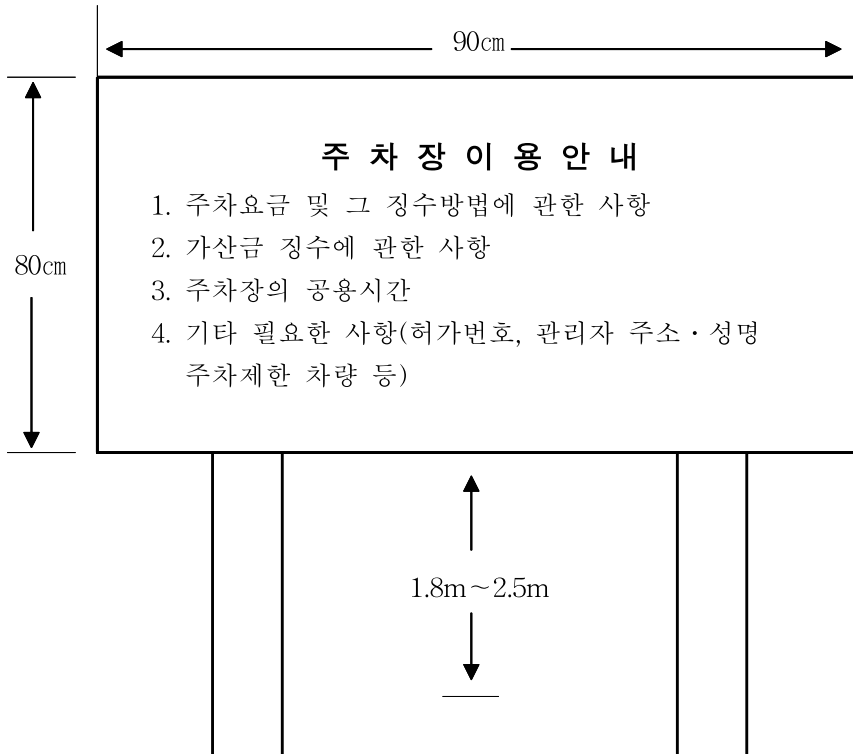 90㎝
주 차 장 이 용 안 내
1. 주차요금 및 그 징수방법에 관한 사항
2. 가산금 징수에 관한 사항
80㎝
3. 주차장의 공용시간
4. 기타 필요한 사항(허가번호, 관리자 주소・성명
주차제한 차량 등)
1.8m∼2.5m